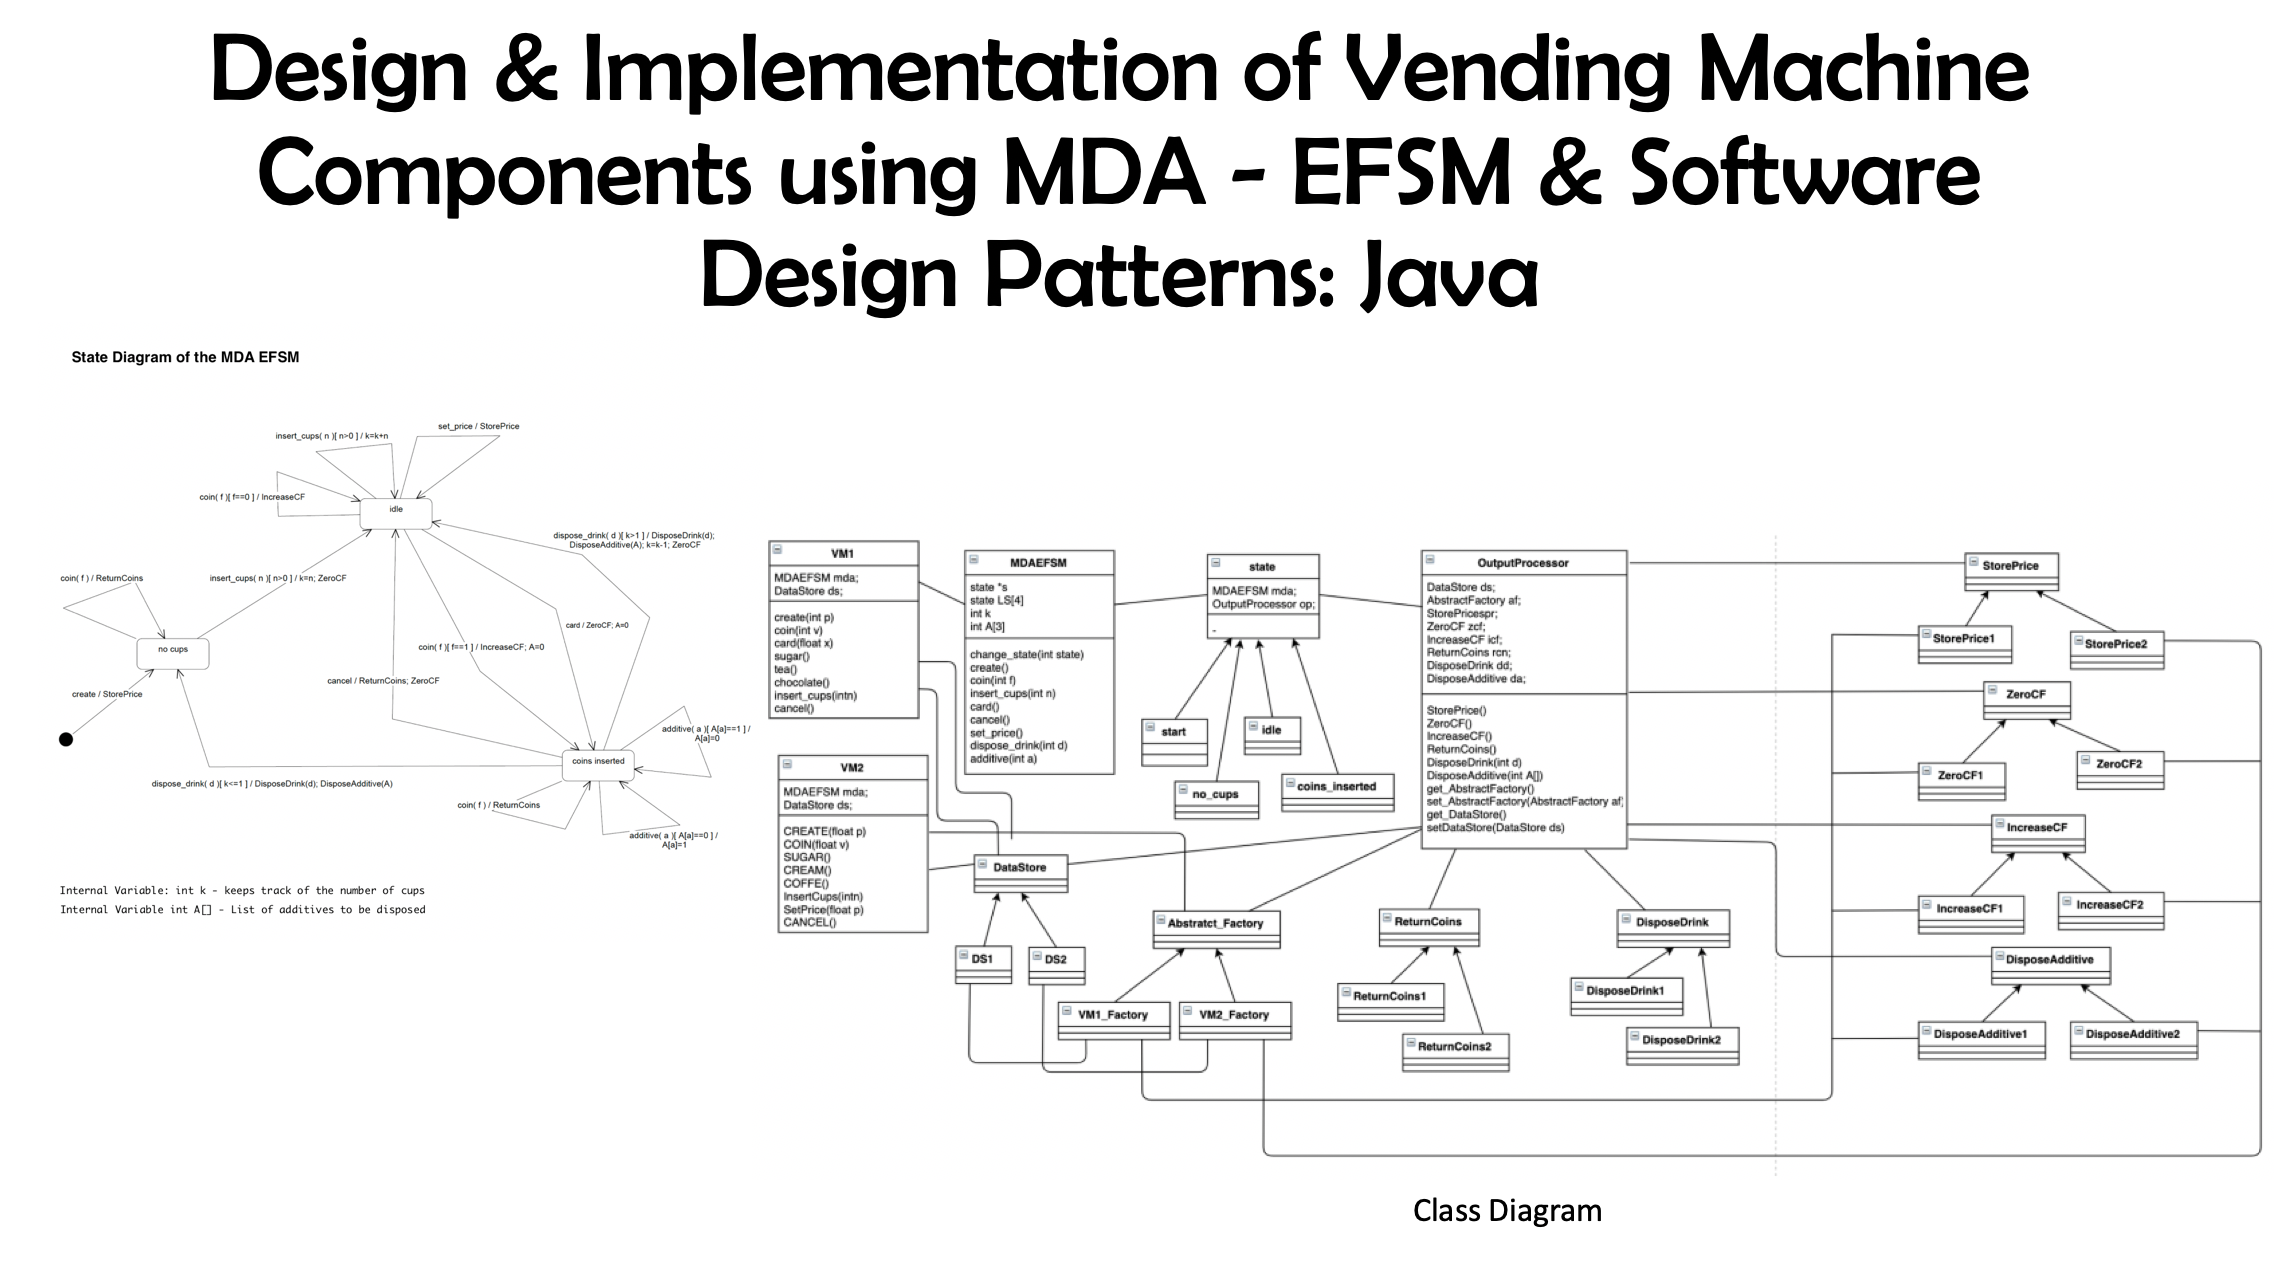 Design & Implementation of Vending Machine
Components using MDA - EFSM & Software
Design Patterns: Java
State Diagram of the MDA EFSM
set_price / StorePrice
insert_cups( n )[ n>0 ] / k=k+n
coin( f )[ f==0 ] / IncreaseCF
idle
dispose_drink( d )[ k>1 ] / DisposeDrink(d);
DisposeAdditive(A); k=k-1; ZeroCF
coin( f ) / ReturnCoins
insert_cups( n )[ n>0 ] / k=n; ZeroCF
card / ZeroCF; A=0
no cups
coin( f )[ f==1 ] / IncreaseCF; A=0
cancel / ReturnCoins; ZeroCF
create / StorePrice
additive( a )[ A[a]==1 ] /
A[a]=0
coins inserted
dispose_drink( d )[ k<=1 ] / DisposeDrink(d); DisposeAdditive(A)
coin( f ) / ReturnCoins
additive( a )[ A[a]==0 ] /
A[a]=1
Internal Variable: int k - keeps track of the number of cups
Internal Variable int A[] - List of additives to be disposed
VM1
MDAEFSM mda;
DataStore ds;
create(int p)
coin(int v)
card(float x)
sugar()
tea()
chocolate()
insert_cups(intn)
cancel()
VM2
MDAEFSM mda;
DataStore ds;
CREATE(float p)
COIN(float v)
SUGAR()
CREAM()
COFFE()
InsertCups(intn)
SetPrice(float p)
CANCEL()
MDAEFSM
state *s
state LS[4]
int k
int A[3]
change_state(int state)
create()
coin(int f)
insert_cups(int n)
card()
cancel()
set_price()
dispose_drink(int d)
additive(int a)
state
MDAEFSM mda;
OutputProcessor op;
-
start
idle
no_cups
coins_inserted
OutputProcessor
DataStore ds;
AbstractFactory af;
StorePricespr;
ZeroCF zcf;
IncreaseCF icf;
ReturnCoins rcn;
DisposeDrink dd;
DisposeAdditive da;
StorePrice()
ZeroCF()
IncreaseCF()
ReturnCoins()
DisposeDrink(int d)
DisposeAdditive(int A[])
get_AbstractFactory()
set_AbstractFactory(AbstractFactory af)
get_DataStore()
setDataStore(DataStore ds)
DataStore
DS1
DS2
Abstratct_Factory
VM1_Factory
VM2_Factory
ReturnCoins
ReturnCoins1
ReturnCoins2
DisposeDrink
DisposeDrink1
DisposeDrink2
StorePrice
StorePrice1
StorePrice2
ZeroCF
ZeroCF1
ZeroCF2
IncreaseCF
IncreaseCF1
IncreaseCF2
DisposeAdditive
DisposeAdditive1
DisposeAdditive2
Class Diagram